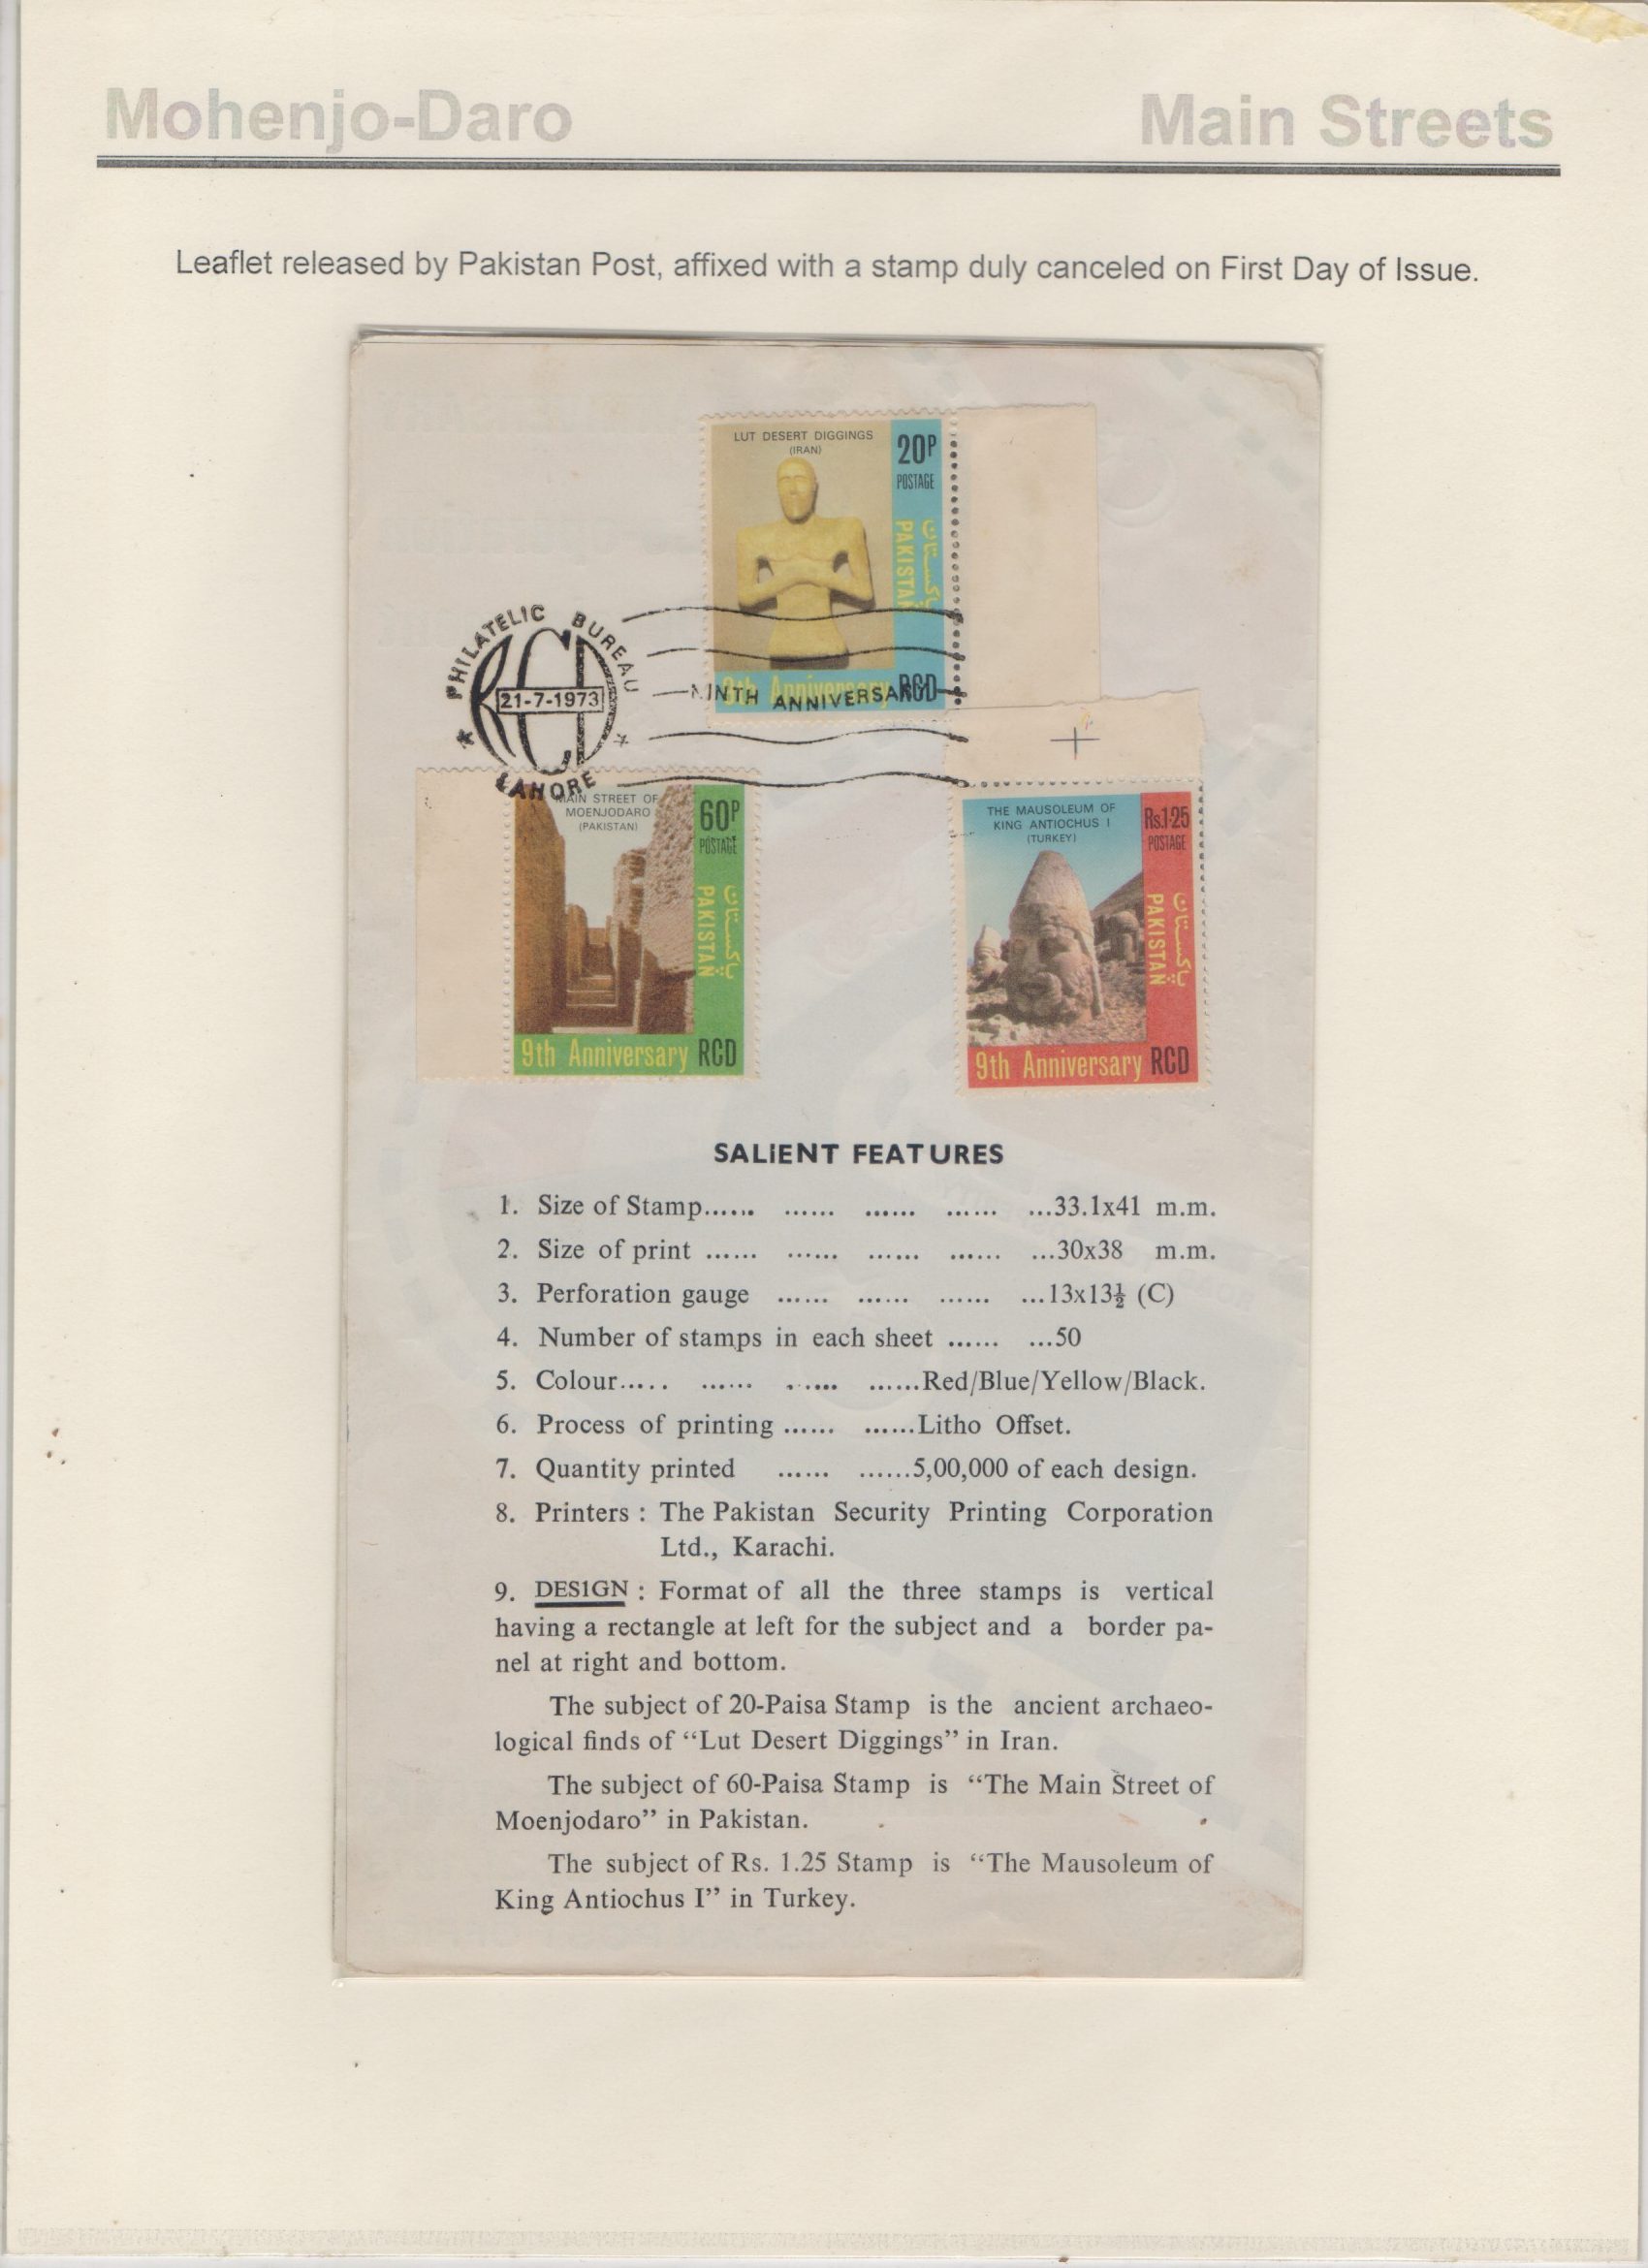 Mohenjo-Daro Main Streets
Leaflet released by Pakistan Post, affixed with a stamp duly canceled on First Day of Issue.
LUT DESERT DIGGINGS
(IRAN)
20P
POSTAGE
PAKISTAN
پاکستان
9th Anniversary RCD
PHILATELIC BUREAU
RCD
21-7-1973
LAHORE
NINTH ANNIVERSARY
MAIN STREET OF
MOENJODARO
(PAKISTAN)
60P
POSTAGE
PAKISTAN
پاکستان
9th Anniversary RCD
THE MAUSOLEUM OF
KING ANTIOCHUS I
(TURKEY)
Rs.1·25
POSTAGE
PAKISTAN
پاکستان
9th Anniversary RCD
SALIENT FEATURES
1. Size of Stamp...... ...... ...... ...... ...33.1x41 m.m.
2. Size of print ...... ...... ...... ...... ...30x38 m.m.
3. Perforation gauge ...... ...... ...... ...13x13½ (C)
4. Number of stamps in each sheet ...... ...50
5. Colour..... ...... ...... ......Red/Blue/Yellow/Black.
6. Process of printing ...... ......Litho Offset.
7. Quantity printed ...... ......5,00,000 of each design.
8. Printers : The Pakistan Security Printing Corporation
Ltd., Karachi.
9. DESIGN : Format of all the three stamps is vertical
having a rectangle at left for the subject and a border pa-
nel at right and bottom.
The subject of 20-Paisa Stamp is the ancient archaeo-
logical finds of “Lut Desert Diggings” in Iran.
The subject of 60-Paisa Stamp is “The Main Street of
Moenjodaro” in Pakistan.
The subject of Rs. 1.25 Stamp is “The Mausoleum of
King Antiochus I” in Turkey.